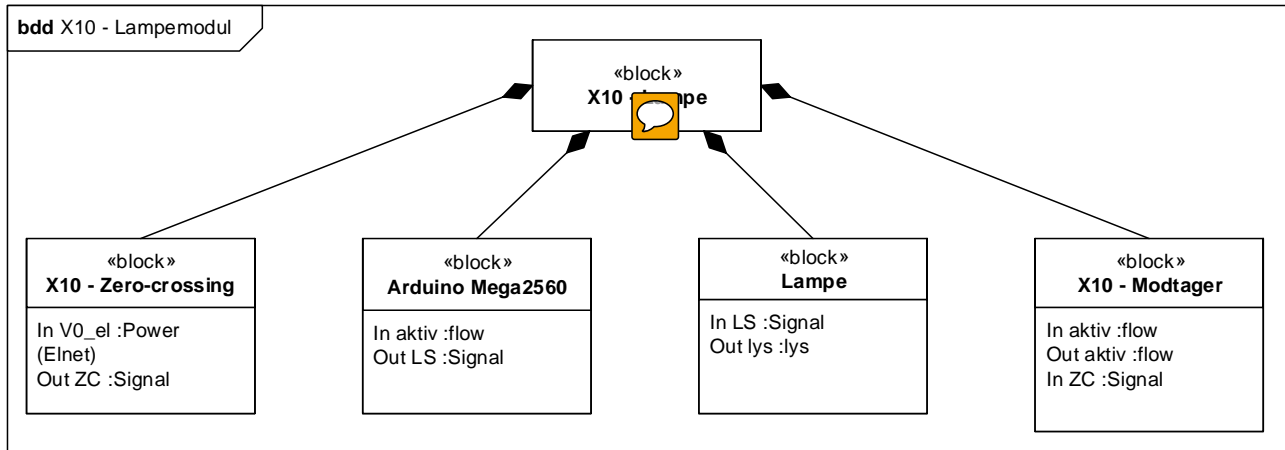 bdd X10 - Lampemodul
«block»
X10 -
«block»
X10 - Zero-crossing
In V0_el :Power
(Elnet)
Out ZC :Signal
«block»
Arduino Mega2560
In aktiv :flow
Out LS :Signal
«block»
Lampe
In LS :Signal
Out lys :lys
«block»
X10 - Modtager
In aktiv :flow
Out aktiv :flow
In ZC :Signal